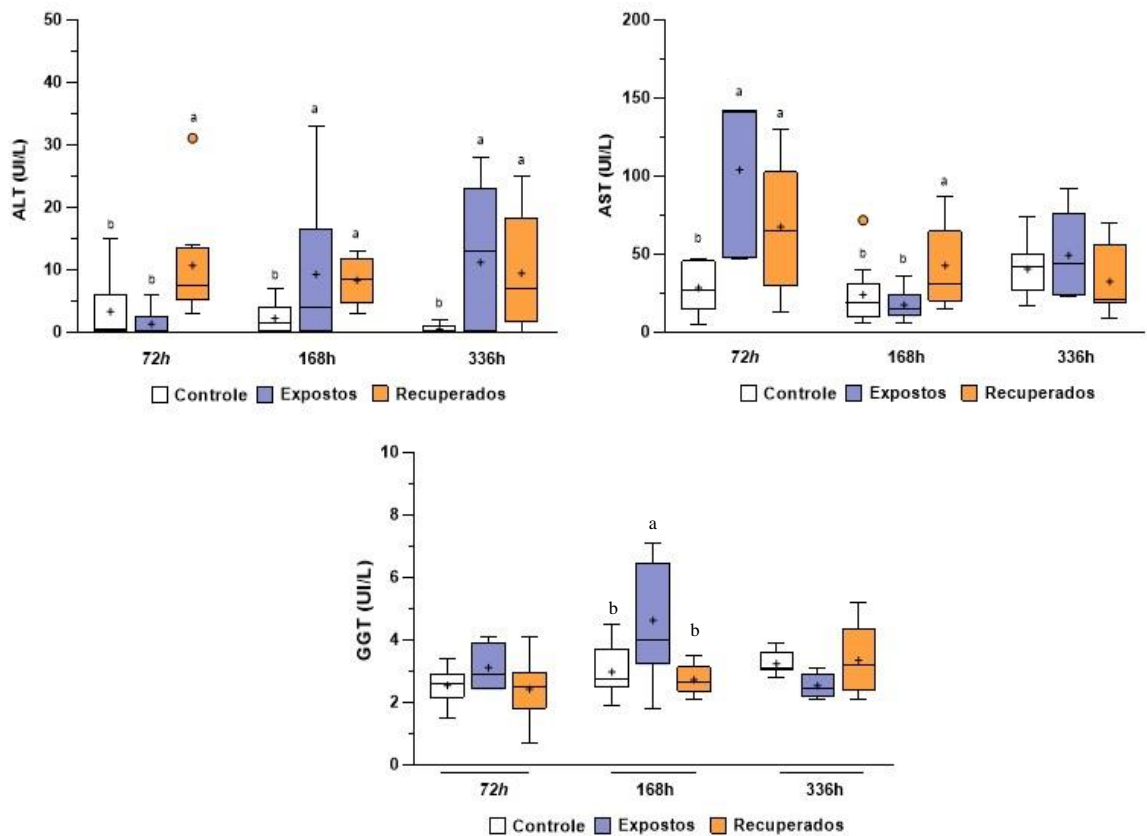 ALT (UI/L)
50
40
30
20
10
0
b
b
a
b
a
a
b
a
a
72h 168h 336h
Controle Expostos Recuperados
AST (UI/L)
200
150
100
50
0
b
a
a
b
b
a
72h 168h 336h
Controle Expostos Recuperados
GGT (UI/L)
10
8
6
4
2
0
b
a
b
72h 168h 336h
Controle Expostos Recuperados